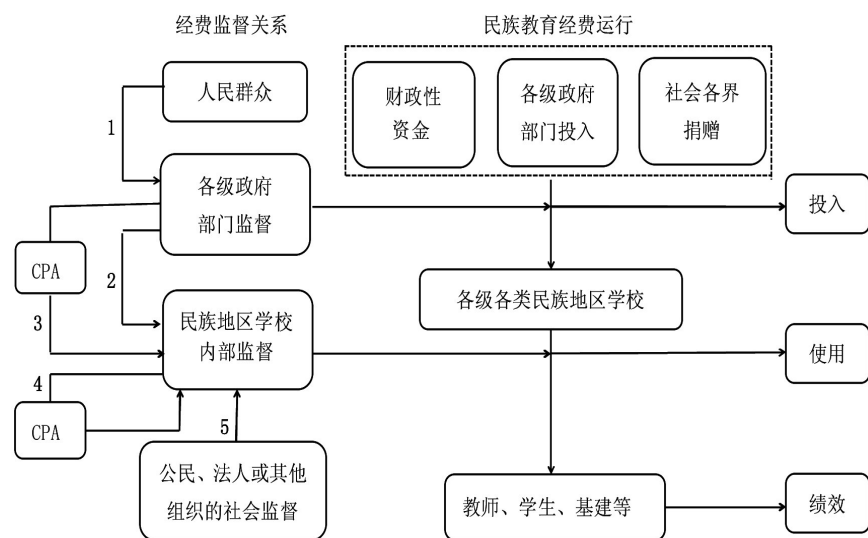 经费监督关系
民族教育经费运行
人民群众
财政性
资金
各级政府
部门投入
社会各界
捐赠
1
各级政府
部门监督
投入
CPA
2
各级各类民族地区学校
3
民族地区学校
内部监督
使用
4
CPA
5
公民、法人或其他
组织的社会监督
教师、学生、基建等
绩效